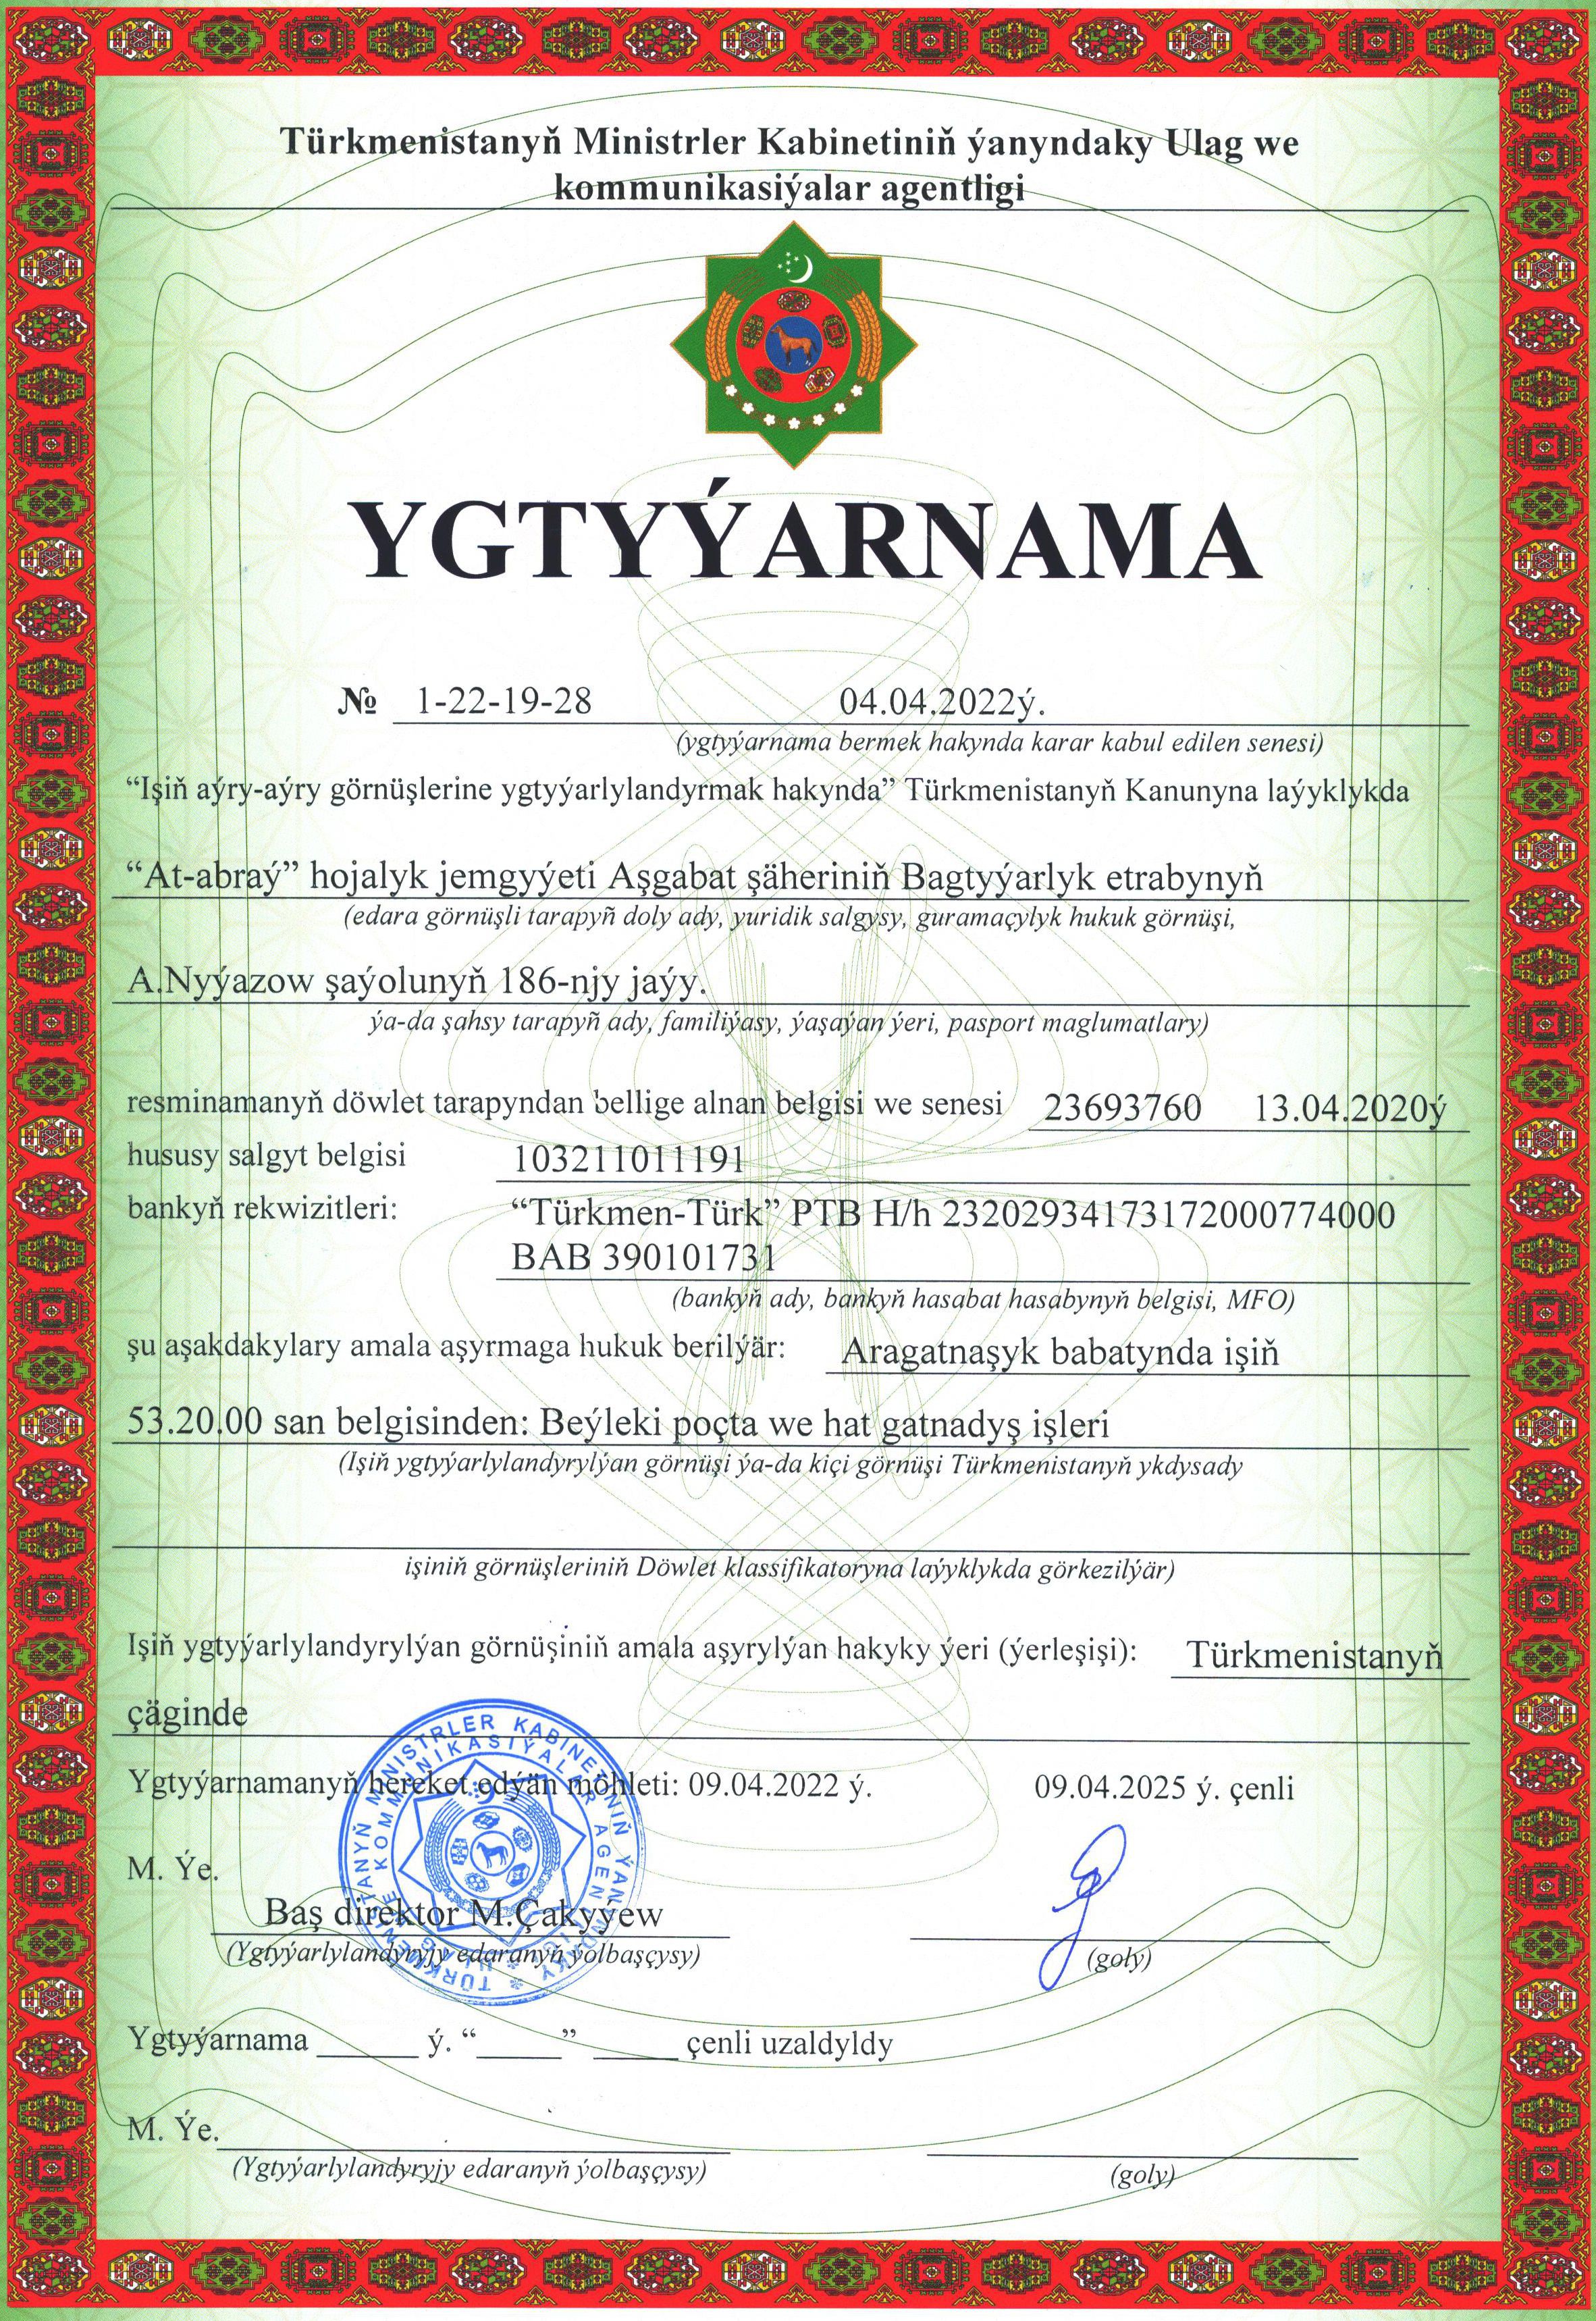 Türkmenistanyň Ministrler Kabinetiniň ýanyndaky Ulag we
kommunikasiýalar agentligi
YGTYÝARNAMA
№ 1-22-19-28 04.04.2022ý.
(ygtyýarnama bermek hakynda karar kabul edilen senesi)
“Işiň aýry-aýry görnüşlerine ygtyýarlylandyrmak hakynda” Türkmenistanyň Kanunyna laýyklykda
“At-abraý” hojalyk jemgyýeti Aşgabat şäheriniň Bagtyýarlyk etrabynyň
(edara görnüşli tarapyñ doly ady, yuridik salgysy, guramaçylyk hukuk görnüşi,
A.Nyýazow şaýolunyň 186-njy jaýy.
ýa-da şahsy tarapyñ ady, familiýasy, ýaşaýan ýeri, pasport maglumatlary)
resminamanyň döwlet tarapyndan bellige alnan belgisi we senesi 23693760 13.04.2020ý
hususy salgyt belgisi 103211011191
bankyň rekwizitleri: “Türkmen-Türk” PTB H/h 23202934173172000774000
BAB 390101731
(bankyň ady, bankyň hasabat hasabynyň belgisi, MFO)
şu aşakdakylary amala aşyrmaga hukuk berilýär: Aragatnaşyk babatynda işiň
53.20.00 san belgisinden: Beýleki poçta we hat gatnadyş işleri
(Işiň ygtyýarlylandyrylýan görnüşi ýa-da kiçi görnüşi Türkmenistanyň ykdysady
işiniň görnüşleriniň Döwlet klassifikatoryna laýyklykda görkezilýär)
Işiň ygtyýarlylandyrylýan görnüşiniň amala aşyrylýan hakyky ýeri (ýerleşişi): Türkmenistanyň
çäginde
Ygtyýarnamanyň hereket edýän möhleti: 09.04.2022 ý. 09.04.2025 ý. çenli
TÜRKMENISTANYŇ MINISTRLER KABINETINIŇ ÝANYNDAKY
ULAG WE KOMMUNIKASIÝALAR AGENTLIGI
M. Ýe.
Baş direktor M.Çakyýew
(Ygtyýarlylandyryjy edaranyň ýolbaşçysy) (goly)
Ygtyýarnama ______ ý. “_____” _____ çenli uzaldyldy
M. Ýe.
(Ygtyýarlylandyryjy edaranyň ýolbaşçysy) (goly)